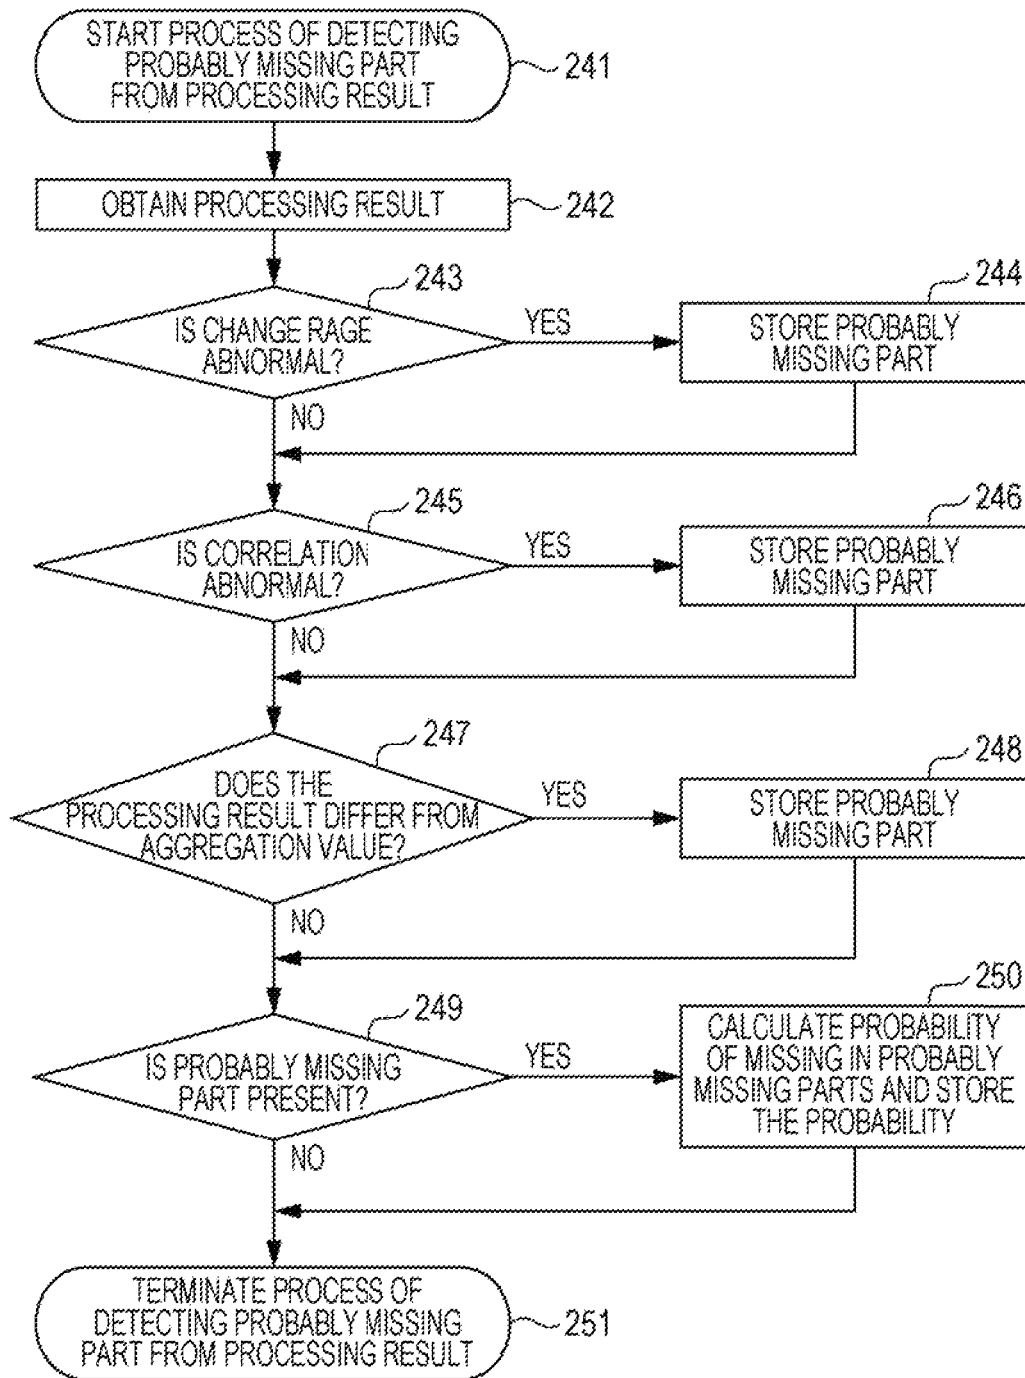 START PROCESS OF DETECTING
PROBABLY MISSING PART
FROM PROCESSING RESULT
241
OBTAIN PROCESSING RESULT
242
243
IS CHANGE RAGE
ABNORMAL?
YES
NO
244
STORE PROBABLY
MISSING PART
245
IS CORRELATION
ABNORMAL?
YES
NO
246
STORE PROBABLY
MISSING PART
247
DOES THE
PROCESSING RESULT DIFFER FROM
AGGREGATION VALUE?
YES
NO
248
STORE PROBABLY
MISSING PART
249
IS PROBABLY MISSING
PART PRESENT?
YES
NO
250
CALCULATE PROBABILITY
OF MISSING IN PROBABLY
MISSING PARTS AND STORE
THE PROBABILITY
TERMINATE PROCESS OF
DETECTING PROBABLY MISSING
PART FROM PROCESSING RESULT
251